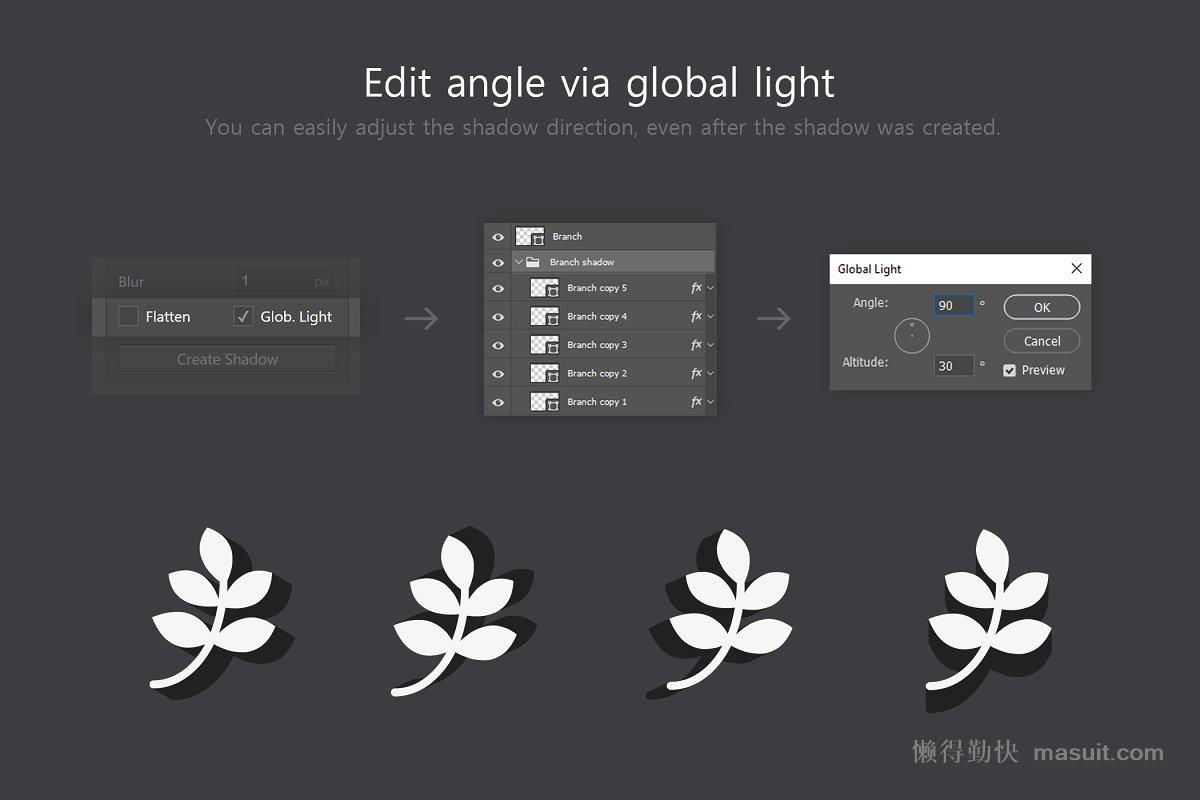 Edit angle via global light
You can easily adjust the shadow direction, even after the shadow was created.
Blur 1 px
Flatten Glob. Light
Create Shadow
Branch
Branch shadow
Branch copy 5 fx
Branch copy 4 fx
Branch copy 3 fx
Branch copy 2 fx
Branch copy 1 fx
Global Light
Angle: 90 ° OK
Cancel
Altitude: 30 ° Preview
懒得勤快 masuit.com